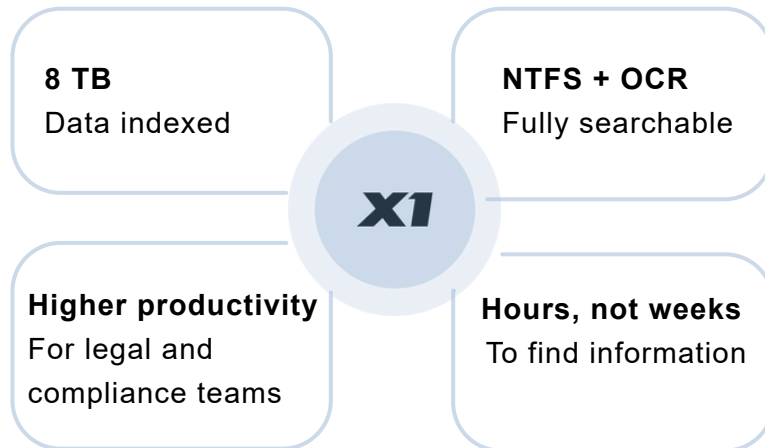 8 TB
Data indexed
NTFS + OCR
Fully searchable
X1
Higher productivity
For legal and
compliance teams
Hours, not weeks
To find information